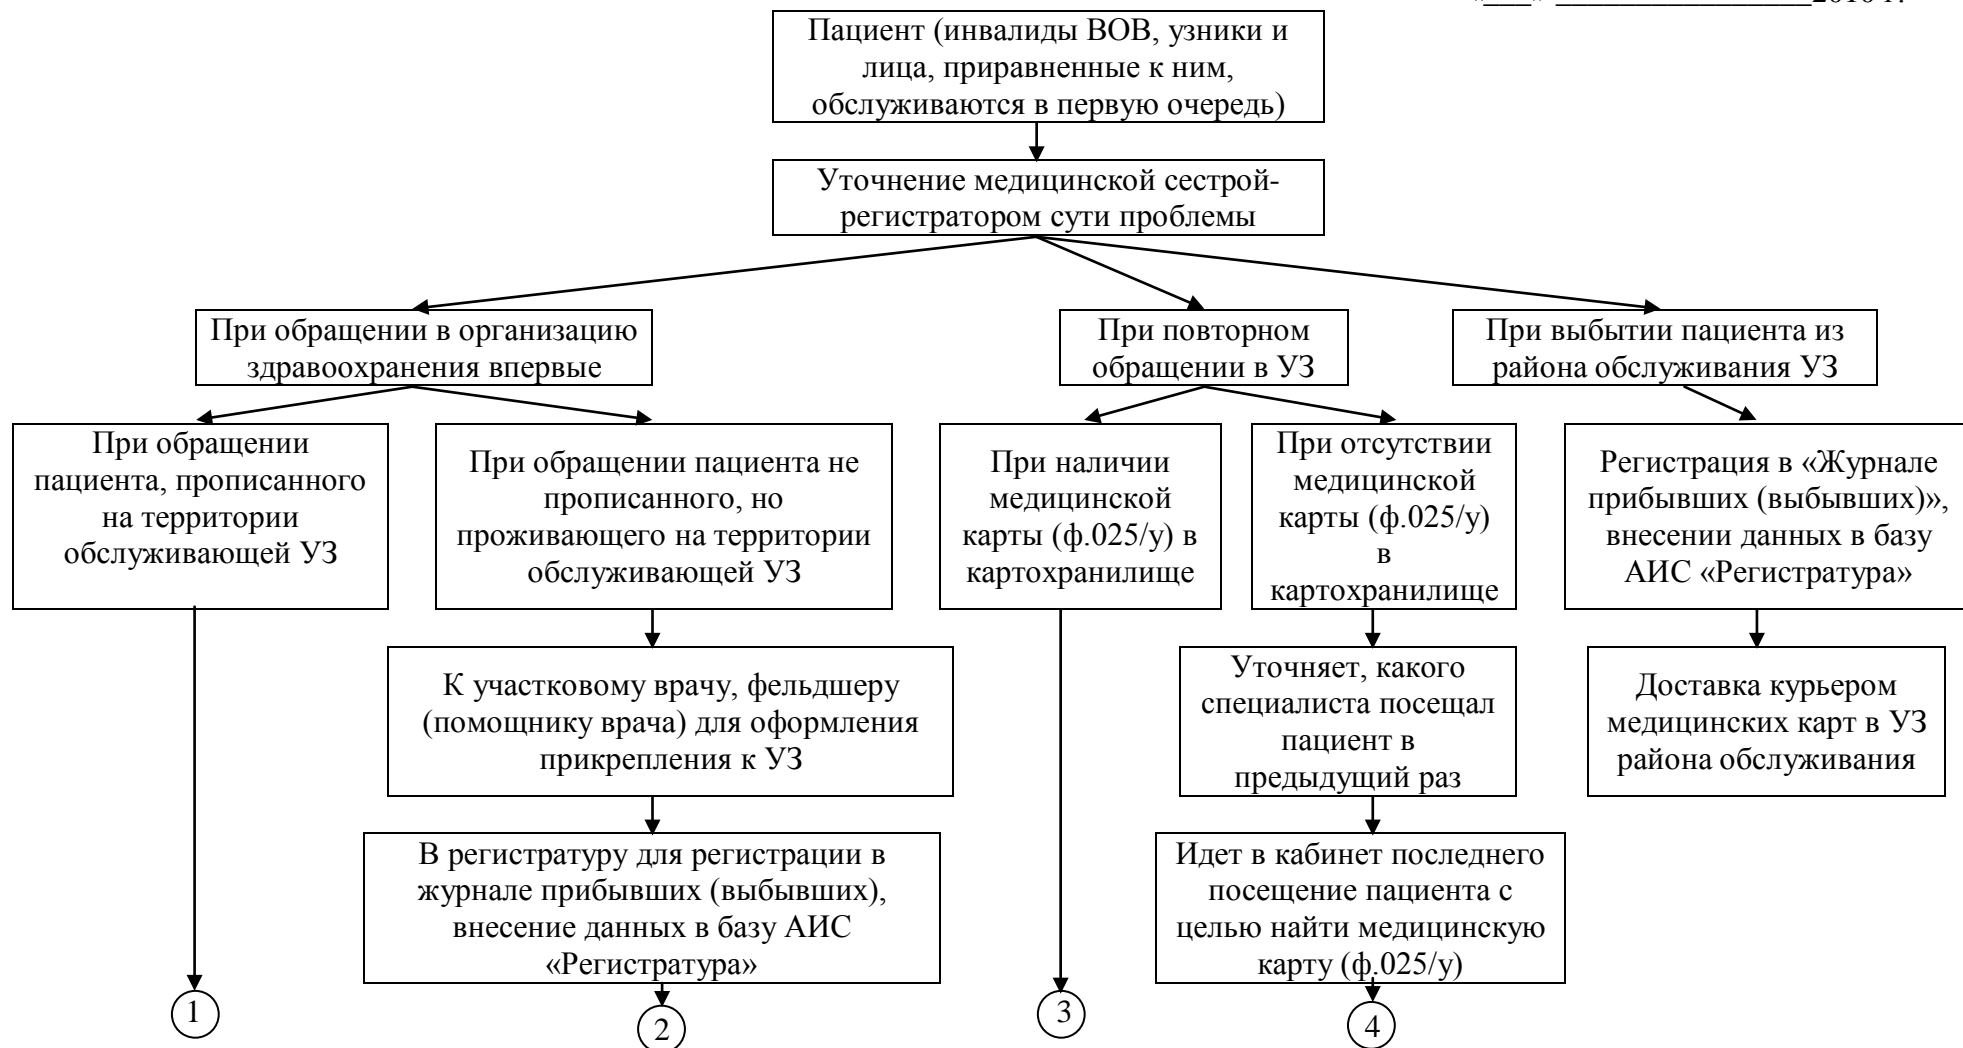 Пациент (инвалиды ВОВ, узники и
лица, приравненные к ним,
обслуживаются в первую очередь)
Уточнение медицинской сестрой-
регистратором сути проблемы
При обращении в организацию
здравоохранения впервые
При повторном
обращении в УЗ
При выбытии пациента из
района обслуживания УЗ
При обращении
пациента, прописанного
на территории
обслуживающей УЗ
При обращении пациента не
прописанного, но
проживающего на территории
обслуживающей УЗ
При наличии
медицинской
карты (ф.025/у) в
картохранилище
При отсутствии
медицинской
карты (ф.025/у)
в
картохранилище
Регистрация в «Журнале
прибывших (выбывших)»,
внесении данных в базу
АИС «Регистратура»
К участковому врачу, фельдшеру
(помощнику врача) для оформления
прикрепления к УЗ
Уточняет, какого
специалиста посещал
пациент в
предыдущий раз
Доставка курьером
медицинских карт в УЗ
района обслуживания
В регистратуру для регистрации в
журнале прибывших (выбывших),
внесение данных в базу АИС
«Регистратура»
Идет в кабинет последнего
посещение пациента с
целью найти медицинскую
карту (ф.025/у)
1
2
3
4